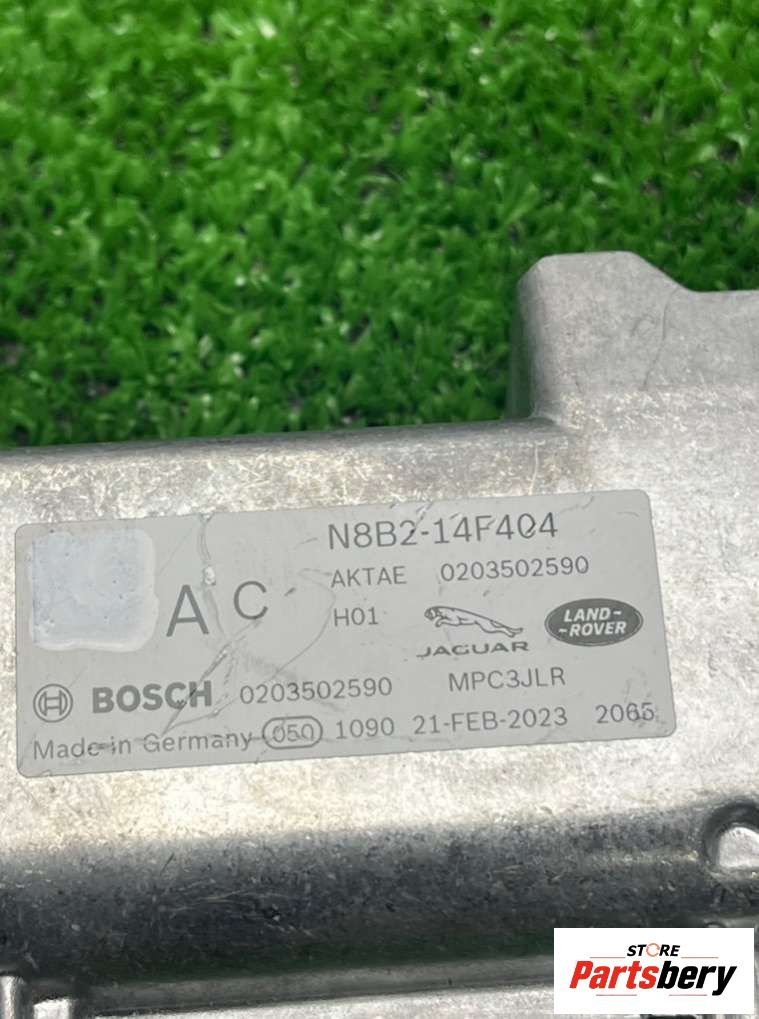 N8B2-14F404
A C
AKTAE 0203502590
H01
JAGUAR
LAND-
-ROVER
BOSCH 0203502590 MPC3JLR
Made in Germany 050 1090 21-FEB-2023 2065
STORE
Partsbery